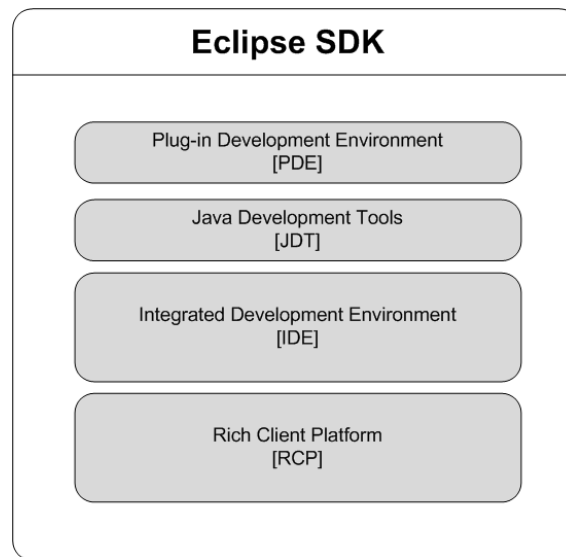 Eclipse SDK
Plug-in Development Environment
[PDE]
Java Development Tools
[JDT]
Integrated Development Environment
[IDE]
Rich Client Platform
[RCP]